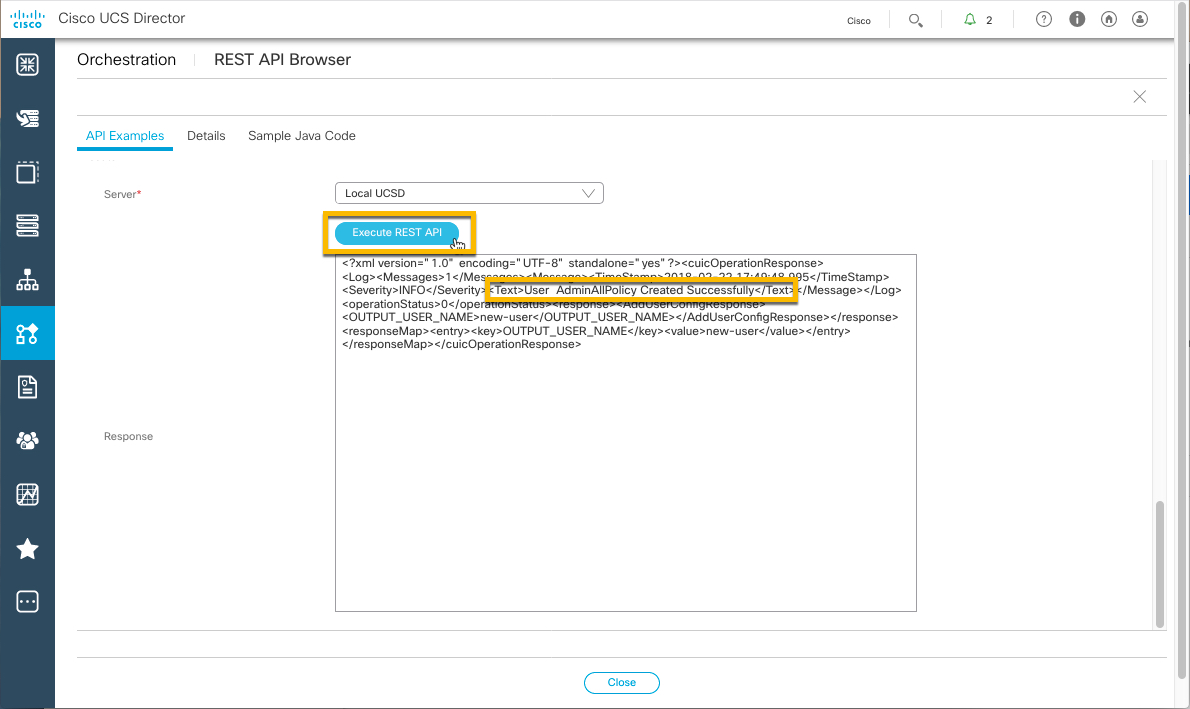 cisco
Cisco UCS Director
Cisco
2
Orchestration
REST API Browser
API Examples
Details
Sample Java Code
Server*
Local UCSD
Execute REST API
<?xml version="1.0" encoding="UTF-8" standalone="yes"?><cuicOperationResponse>
<Log><Messages>1</Messages><Message><TimeStamp>2018-02-22 17:49:48.995</TimeStamp>
<Severity>INFO</Severity><Text>User AdminAllPolicy Created Successfully</Text></Message></Log>
<operationStatus>0</operationStatus><response><AddUserConfigResponse>
<OUTPUT_USER_NAME>new-user</OUTPUT_USER_NAME></AddUserConfigResponse></response>
<responseMap><entry><key>OUTPUT_USER_NAME</key><value>new-user</value></entry>
</responseMap></cuicOperationResponse>
Response
Close